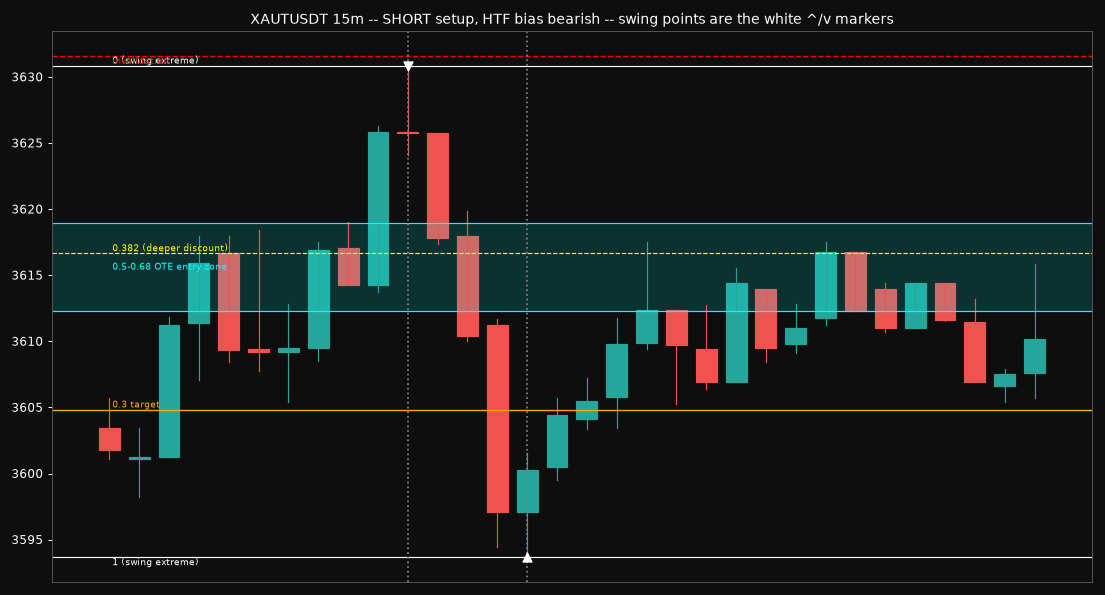 XAUTUSDT 15m -- SHORT setup, HTF bias bearish -- swing points are the white ^/v markers
0 (swing extreme)
3630
3625
3620
0.382 (deeper discount)
0.5-0.68 OTE entry zone
3615
3610
3605
0.3 target
3600
3595
1 (swing extreme)